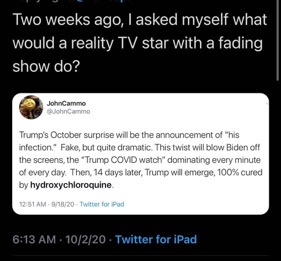 Two weeks ago, I asked myself what
would a reality TV star with a fading
show do?
JohnCammo
@JohnCammo
Trump's October surprise will be the announcement of "his
infection." Fake, but quite dramatic. This twist will blow Biden off
the screens, the "Trump COVID watch" dominating every minute
of every day. Then, 14 days later, Trump will emerge, 100% cured
by hydroxychloroquine.
12:51 AM · 9/18/20 · Twitter for iPad
6:13 AM · 10/2/20 · Twitter for iPad